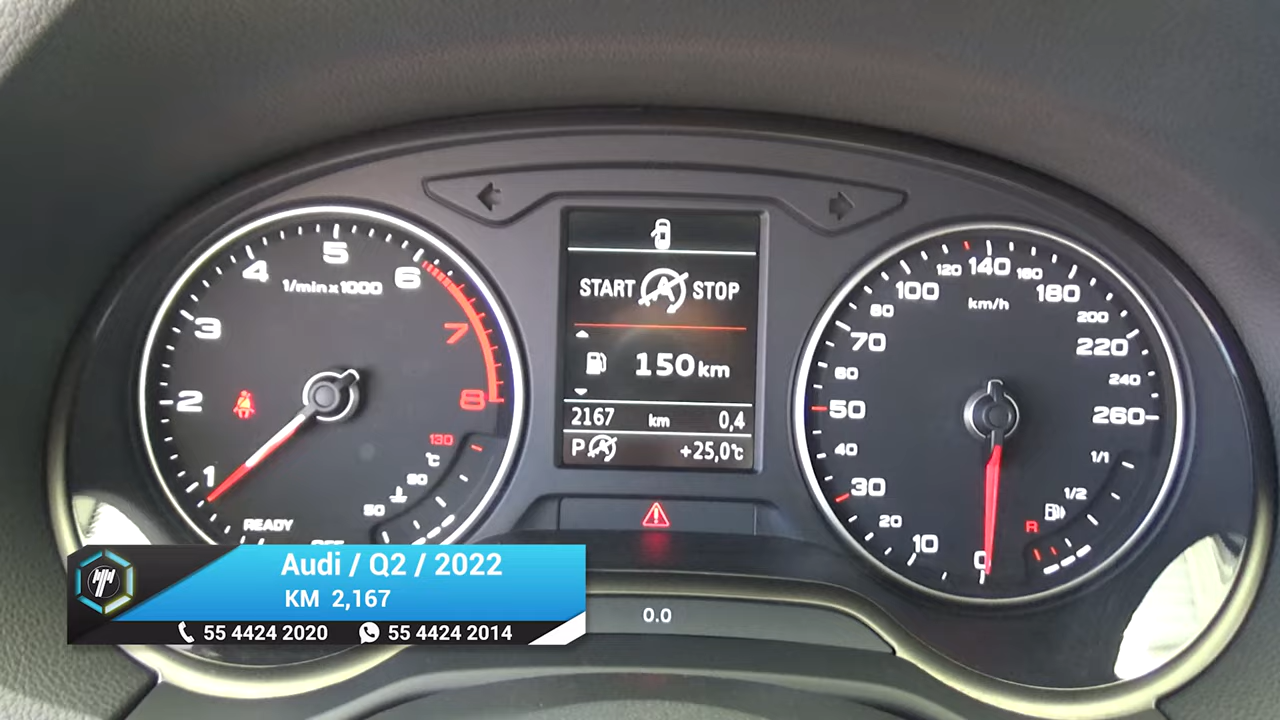 5
4
6
1/min x 1000
3
7
2
8
1
130
°C
90
50
READY
START A STOP
150 km
2167 km 0,4
P A +25,0°C
120 140 160
100 180
km/h
80 200
70 220
60 240
50 260
40
1/1
30
1/2
R
20
10
0
0.0
Audi / Q2 / 2022
KM 2,167
55 4424 2020 55 4424 2014